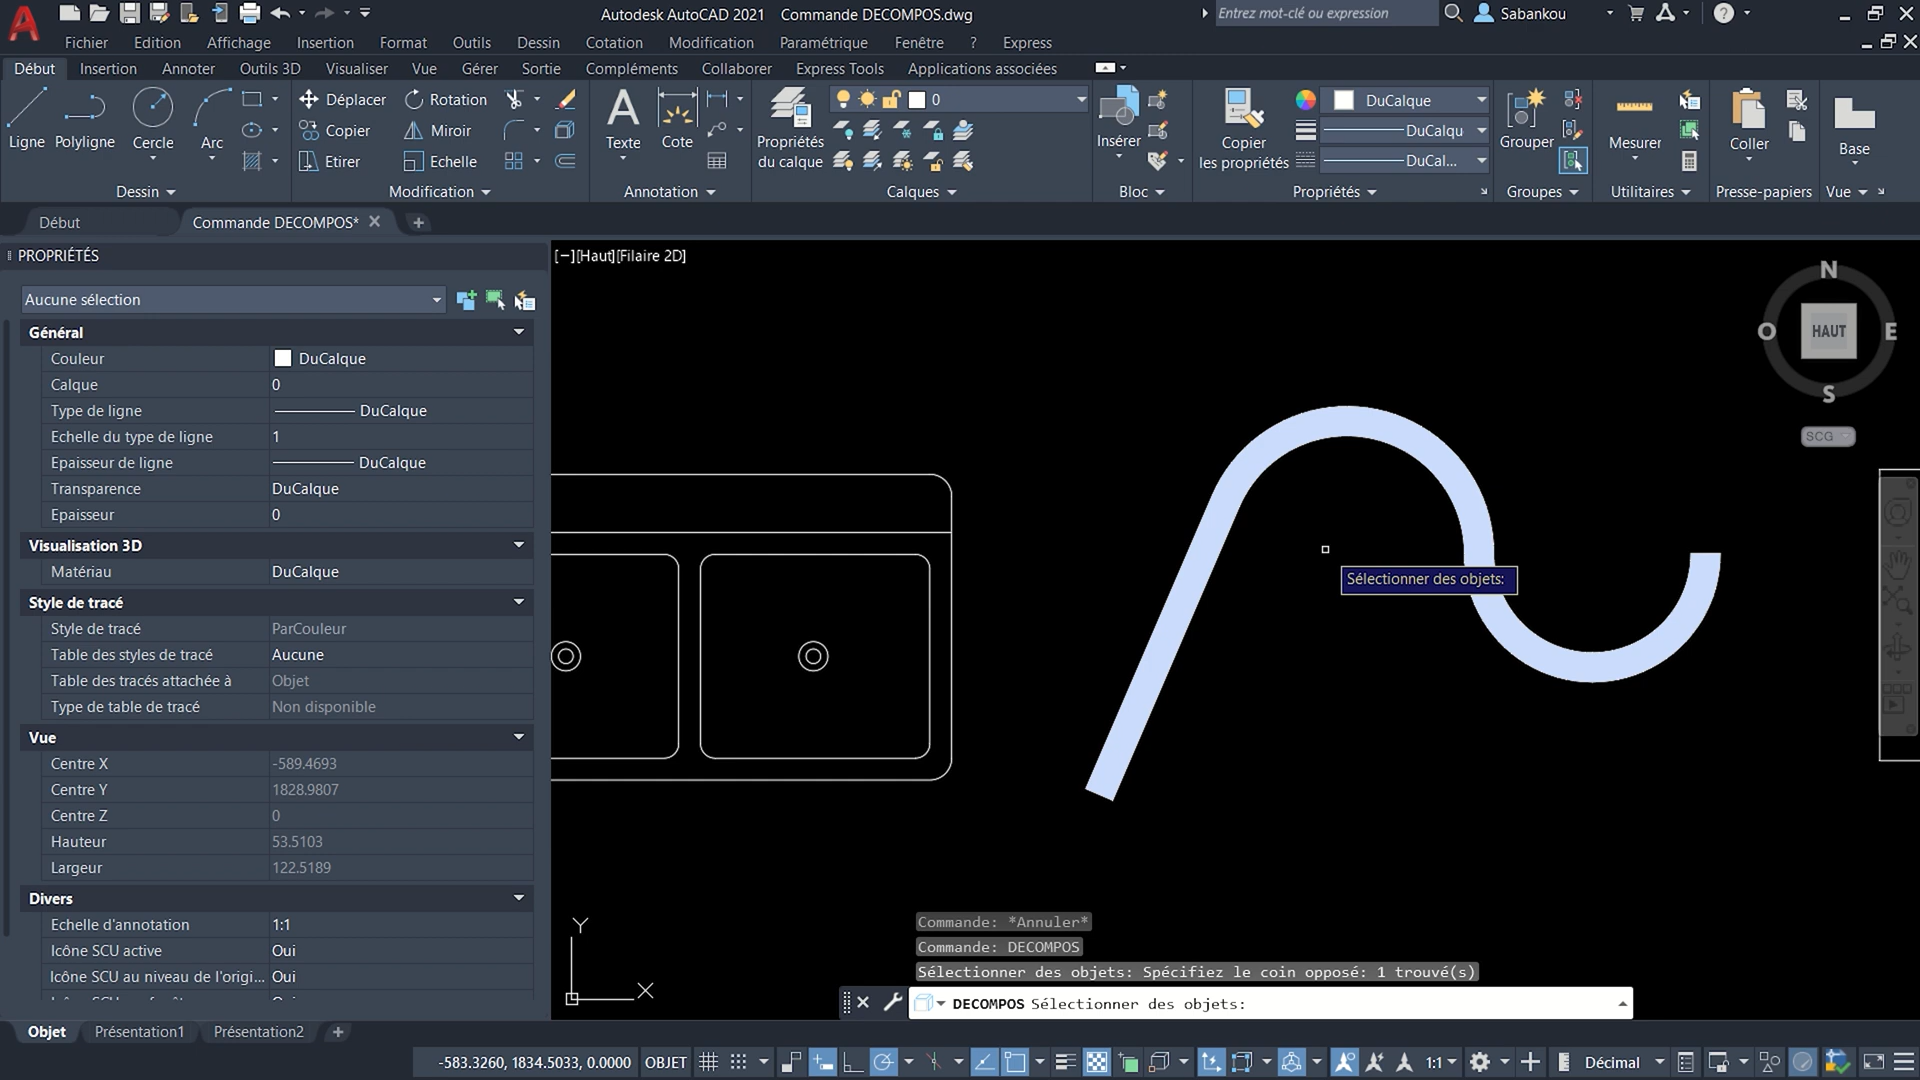 Autodesk AutoCAD 2021 Commande DECOMPOS.dwg
Entrez mot-clé ou expression
Sabankou
Fichier Edition Affichage Insertion Format Outils Dessin Cotation Modification Paramétrique Fenêtre ? Express
Début Insertion Annoter Outils 3D Visualiser Vue Gérer Sortie Compléments Collaborer Express Tools Applications associées
Ligne Polyligne Cercle Arc
Déplacer Rotation
Copier Miroir
Etirer Echelle
Texte Cote
Propriétés
du calque
0
Insérer
Copier
les propriétés
DuCalque
DuCalqu
DuCal...
Grouper
Mesurer
Coller
Base
Dessin Modification Annotation Calques Bloc Propriétés Groupes Utilitaires Presse-papiers Vue
Début Commande DECOMPOS*
PROPRIÉTÉS
Aucune sélection
Général
Couleur DuCalque
Calque 0
Type de ligne DuCalque
Echelle du type de ligne 1
Epaisseur de ligne DuCalque
Transparence DuCalque
Epaisseur 0
Visualisation 3D
Matériau DuCalque
Style de tracé
Style de tracé ParCouleur
Table des styles de tracé Aucune
Table des tracés attachée à Objet
Type de table de tracé Non disponible
Vue
Centre X -589.4693
Centre Y 1828.9807
Centre Z 0
Hauteur 53.5103
Largeur 122.5189
Divers
Echelle d'annotation 1:1
Icône SCU active Oui
Icône SCU au niveau de l'origi... Oui
[−][Haut][Filaire 2D]
N
O HAUT E
S
SCG
Sélectionner des objets:
Y
X
Commande: *Annuler*
Commande: DECOMPOS
Sélectionner des objets: Spécifiez le coin opposé: 1 trouvé(s)
DECOMPOS Sélectionner des objets:
Objet Présentation1 Présentation2
-583.3260, 1834.5033, 0.0000 OBJET 1:1 Décimal